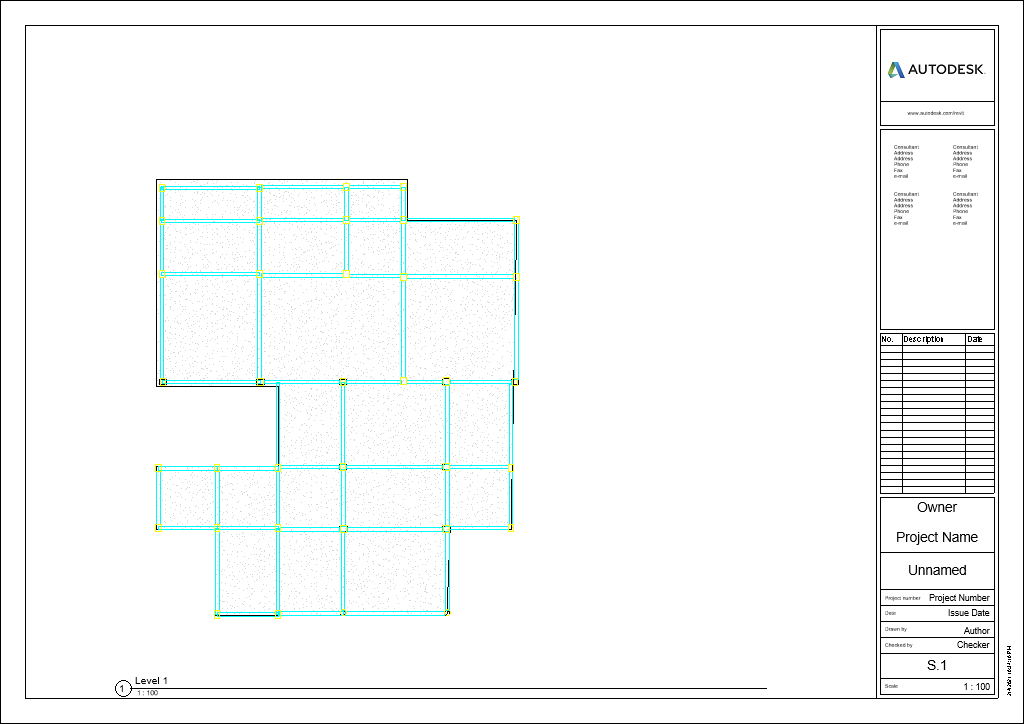 AUTODESK.
www.autodesk.com/revit
Consultant
Address
Address
Phone
Fax
e-mail
Consultant
Address
Address
Phone
Fax
e-mail
Consultant
Address
Address
Phone
Fax
e-mail
Consultant
Address
Address
Phone
Fax
e-mail
No. Description Date
Owner
Project Name
Unnamed
Project number Project Number
Date Issue Date
Drawn by Author
Checked by Checker
S.1
Scale 1 : 100
1 Level 1
1 : 100